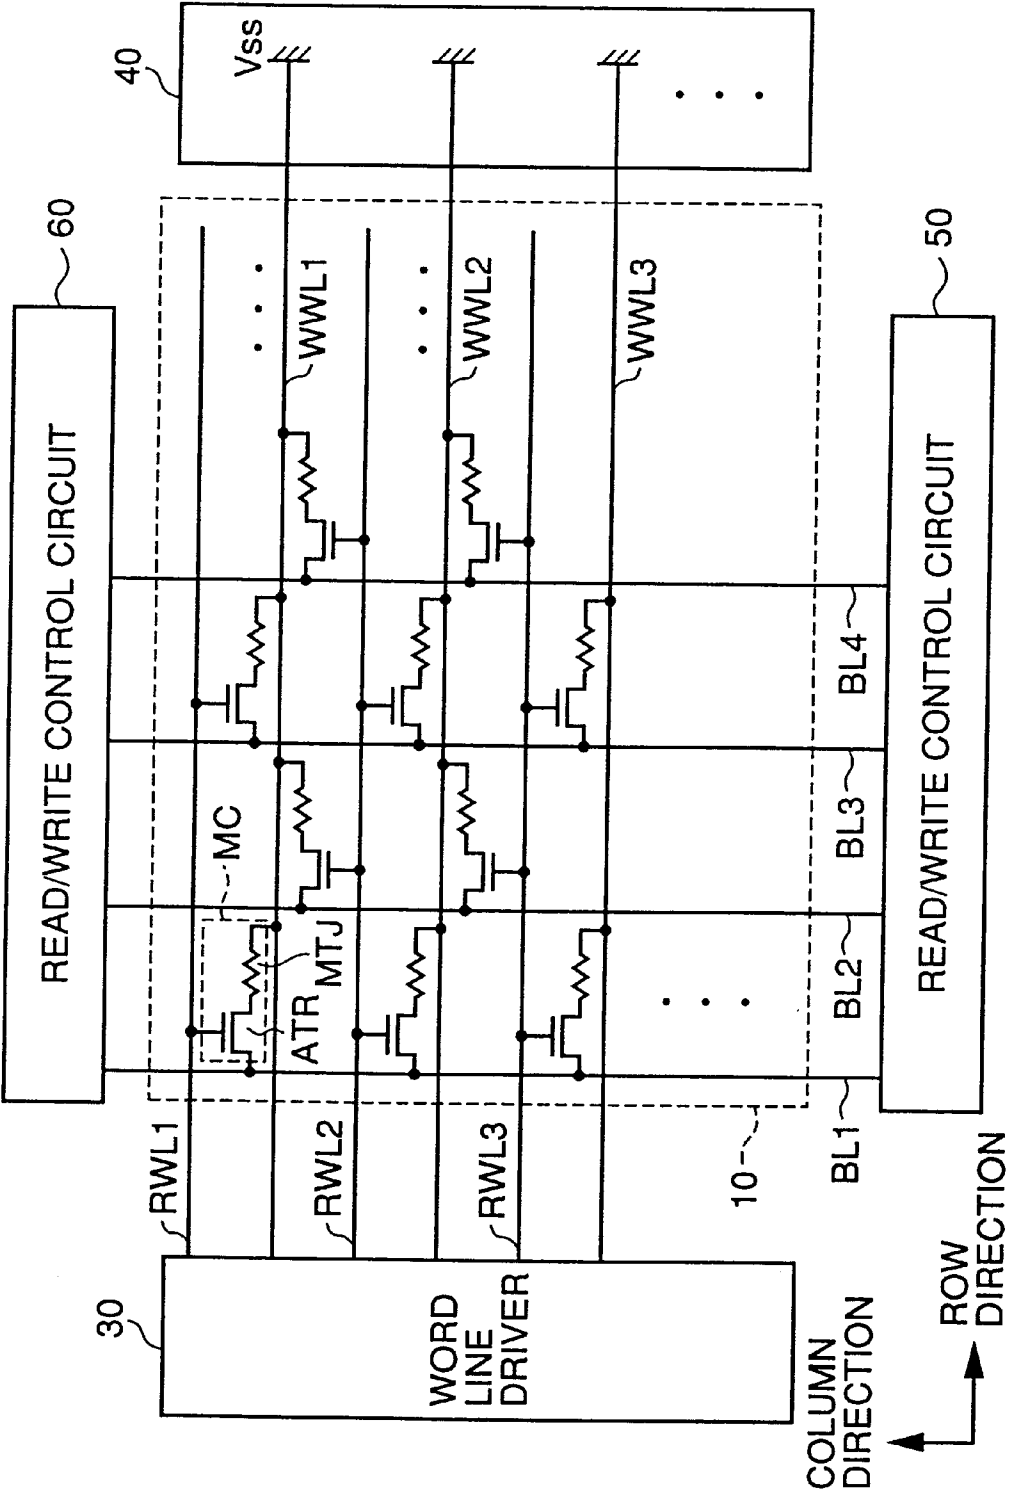 60
READ/WRITE CONTROL CIRCUIT
30
WORD
LINE
DRIVER
40
Vss
RWL1
RWL2
RWL3
MC
ATR
MTJ
WWL1
WWL2
WWL3
10
BL1
BL2
BL3
BL4
READ/WRITE CONTROL CIRCUIT
50
COLUMN
DIRECTION
ROW
DIRECTION